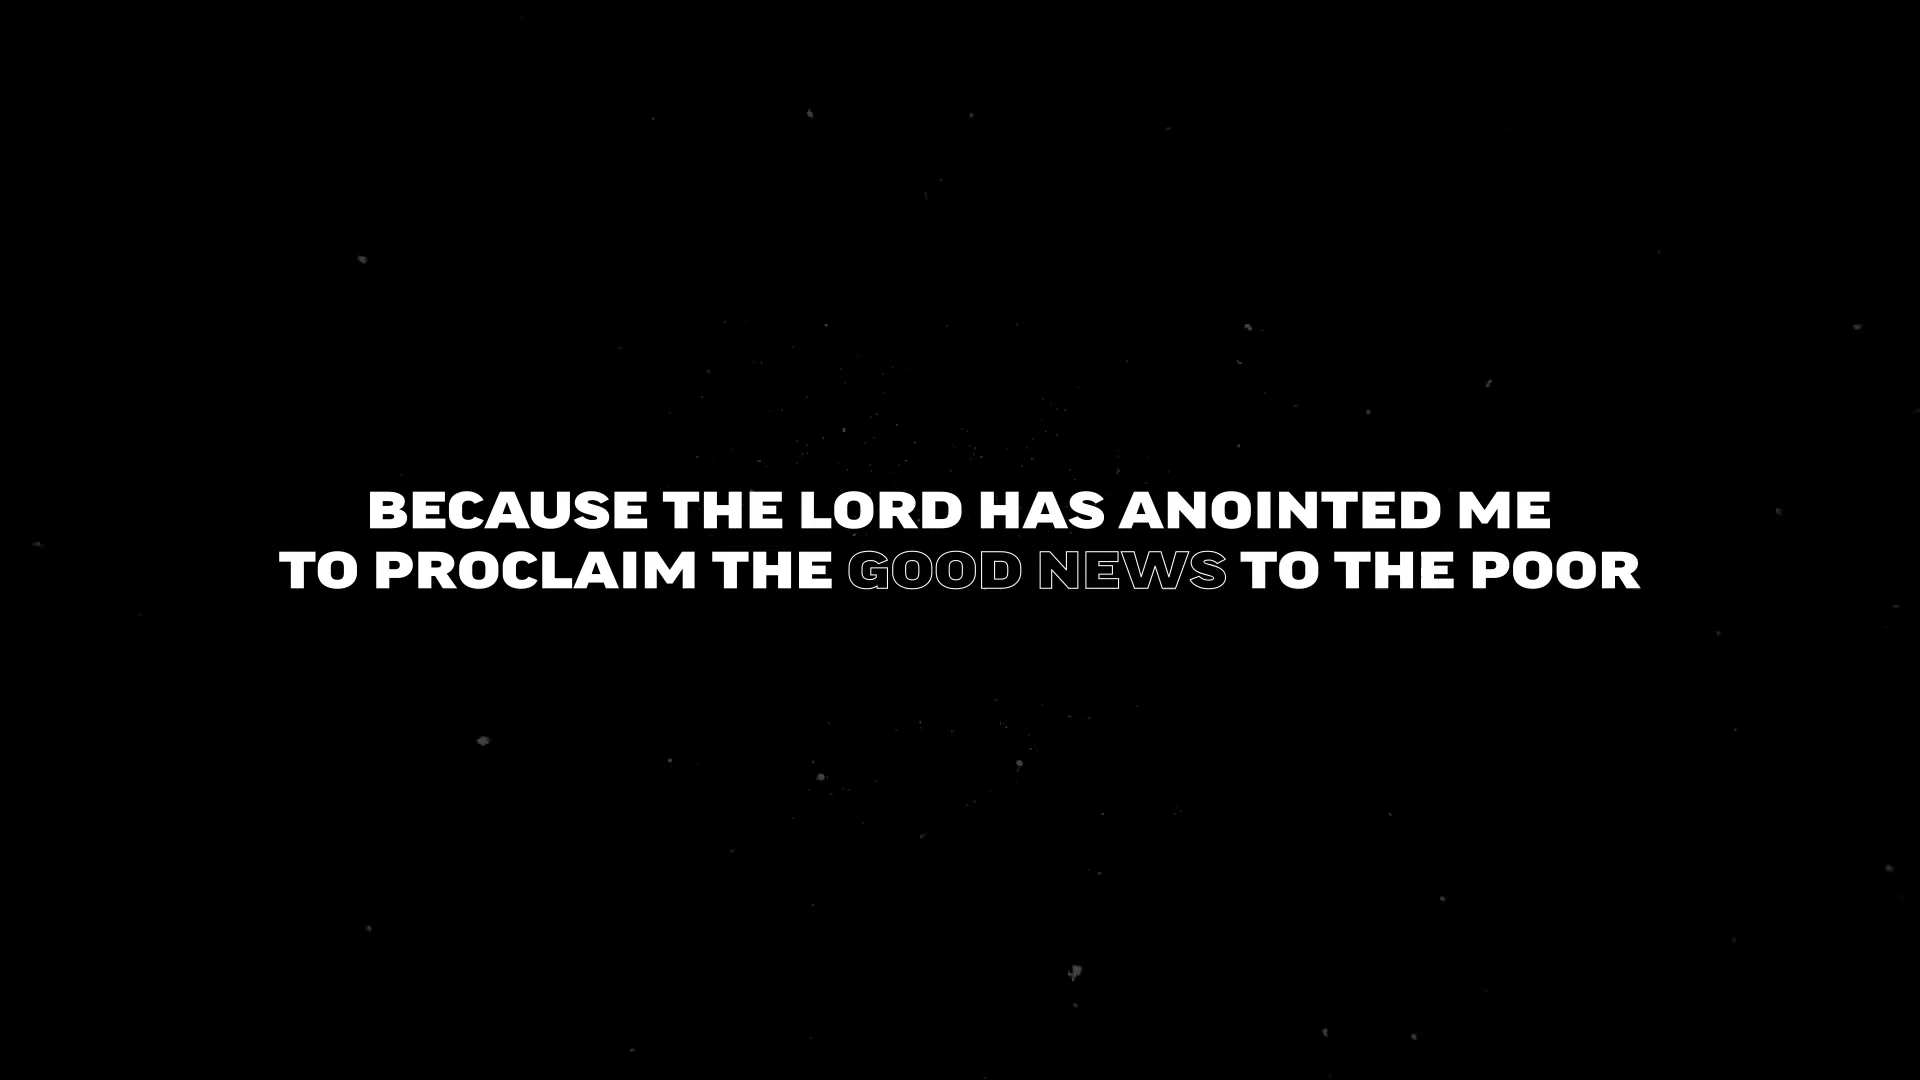 BECAUSE THE LORD HAS ANOINTED ME
TO PROCLAIM THE GOOD NEWS TO THE POOR